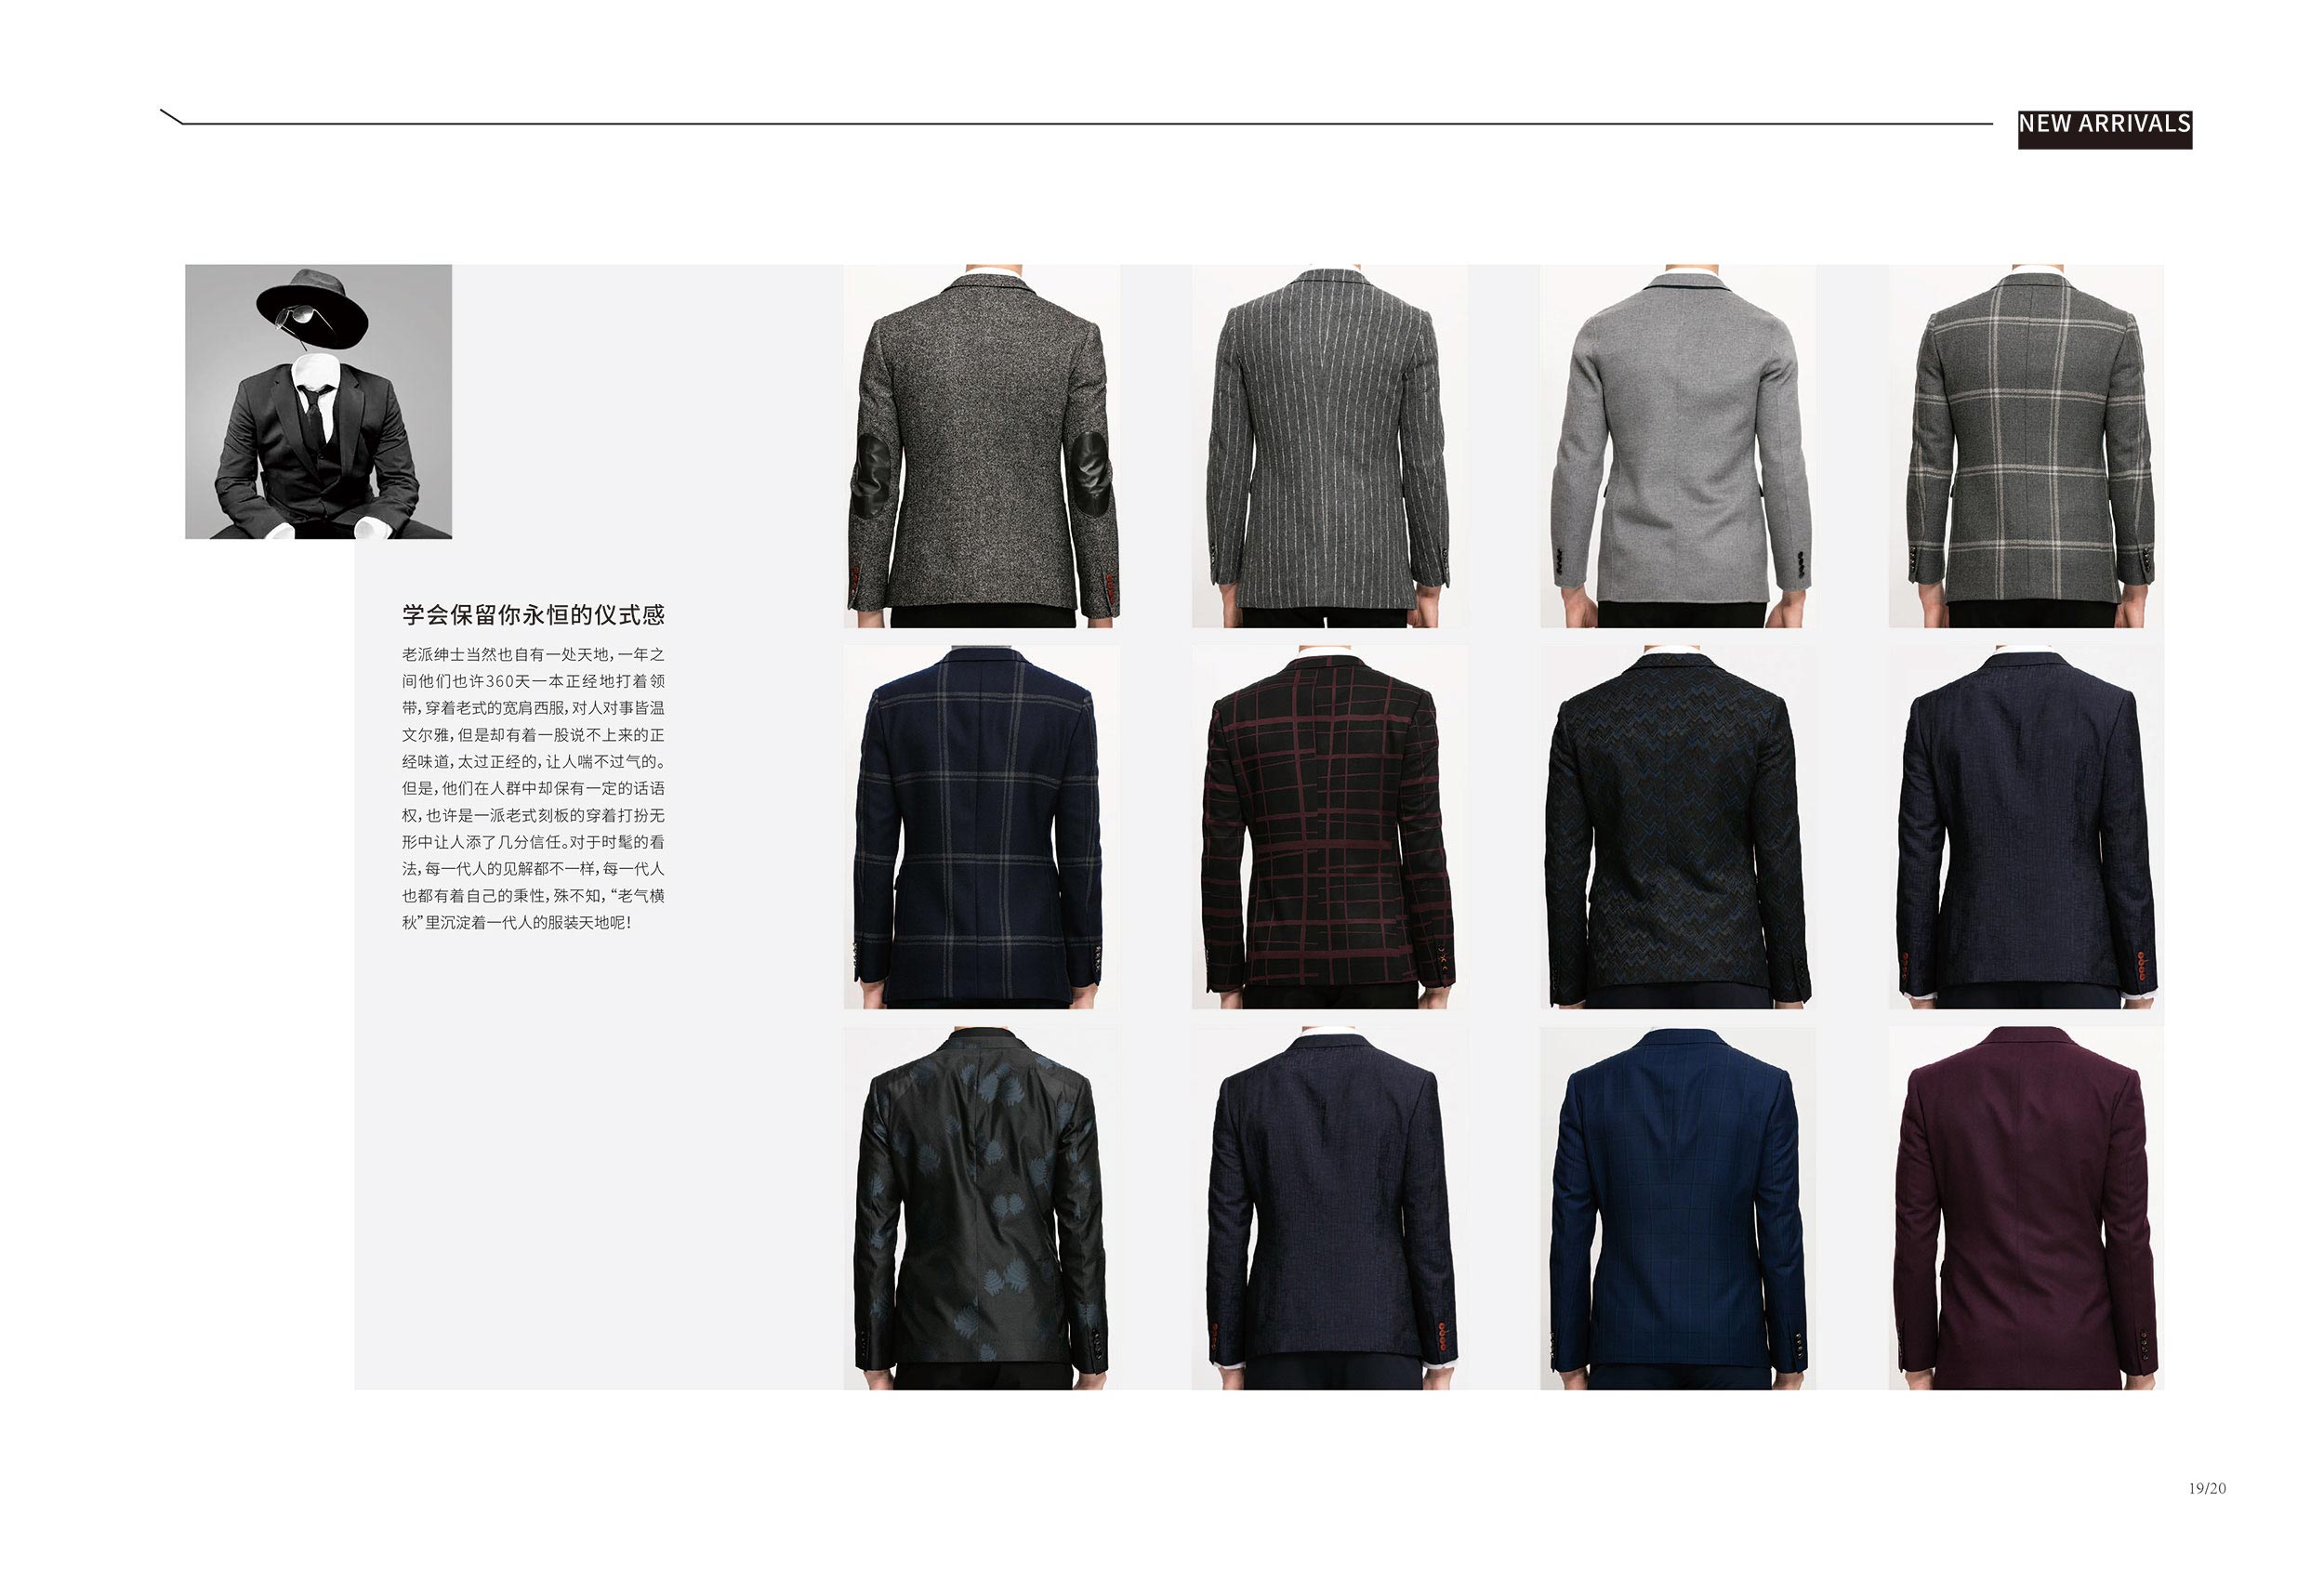 NEW ARRIVALS
学会保留你永恒的仪式感
老派绅士当然也自有一处天地，一年之
间他们也许360天一本正经地打着领
带，穿着老式的宽肩西服，对人对事皆温
文尔雅，但是却有着一股说不上来的正
经味道，太过正经的，让人喘不过气的。
但是，他们在人群中却保有一定的话语
权，也许是一派老式刻板的穿着打扮无
形中让人添了几分信任。对于时髦的看
法，每一代人的见解都不一样，每一代人
也都有着自己的秉性，殊不知，“老气横
秋”里沉淀着一代人的服装天地呢！
19/20